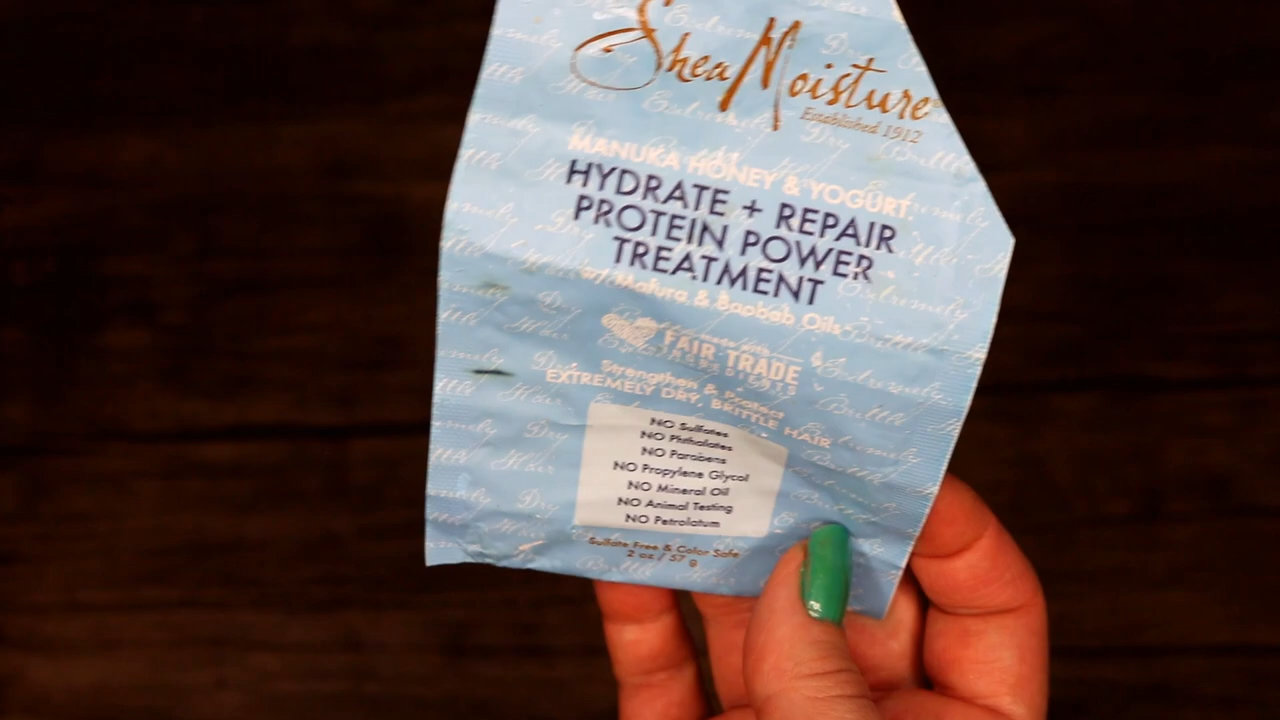 SheaMoisture
Established 1912
MANUKA HONEY & YOGURT
HYDRATE + REPAIR
PROTEIN POWER
TREATMENT
w/ Mafura & Baobab Oils
FAIR TRADE
INGREDIENTS
Strengthen & Protect
EXTREMELY DRY, BRITTLE HAIR
NO Sulfates
NO Phthalates
NO Parabens
NO Propylene Glycol
NO Mineral Oil
NO Animal Testing
NO Petrolatum
Sulfate Free & Color Safe
2 oz / 57 g